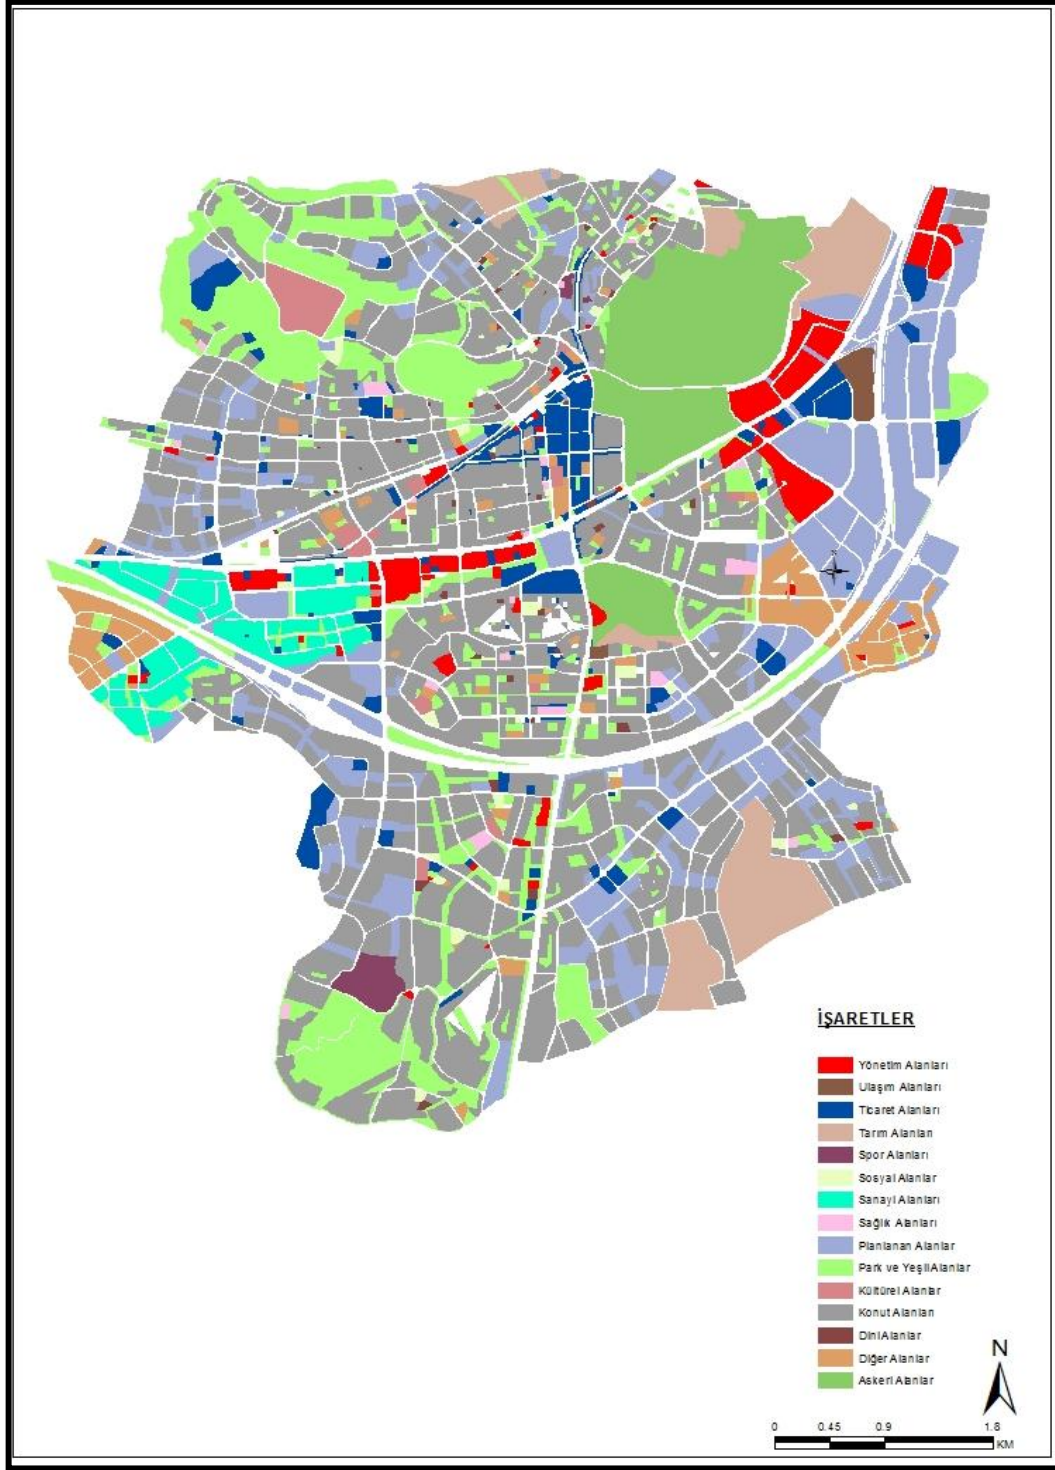 İŞARETLER
Yönetim Alanları
Ulaşım Alanları
Ticaret Alanları
Tarım Alanları
Spor Alanları
Sosyal Alanlar
Sanayi Alanları
Sağlık Alanları
Planlanan Alanlar
Park ve Yeşil Alanlar
Kültürel Alanlar
Konut Alanları
Dini Alanlar
Diğer Alanlar
Askeri Alanlar
N
0 0.45 0.9 1.8
KM